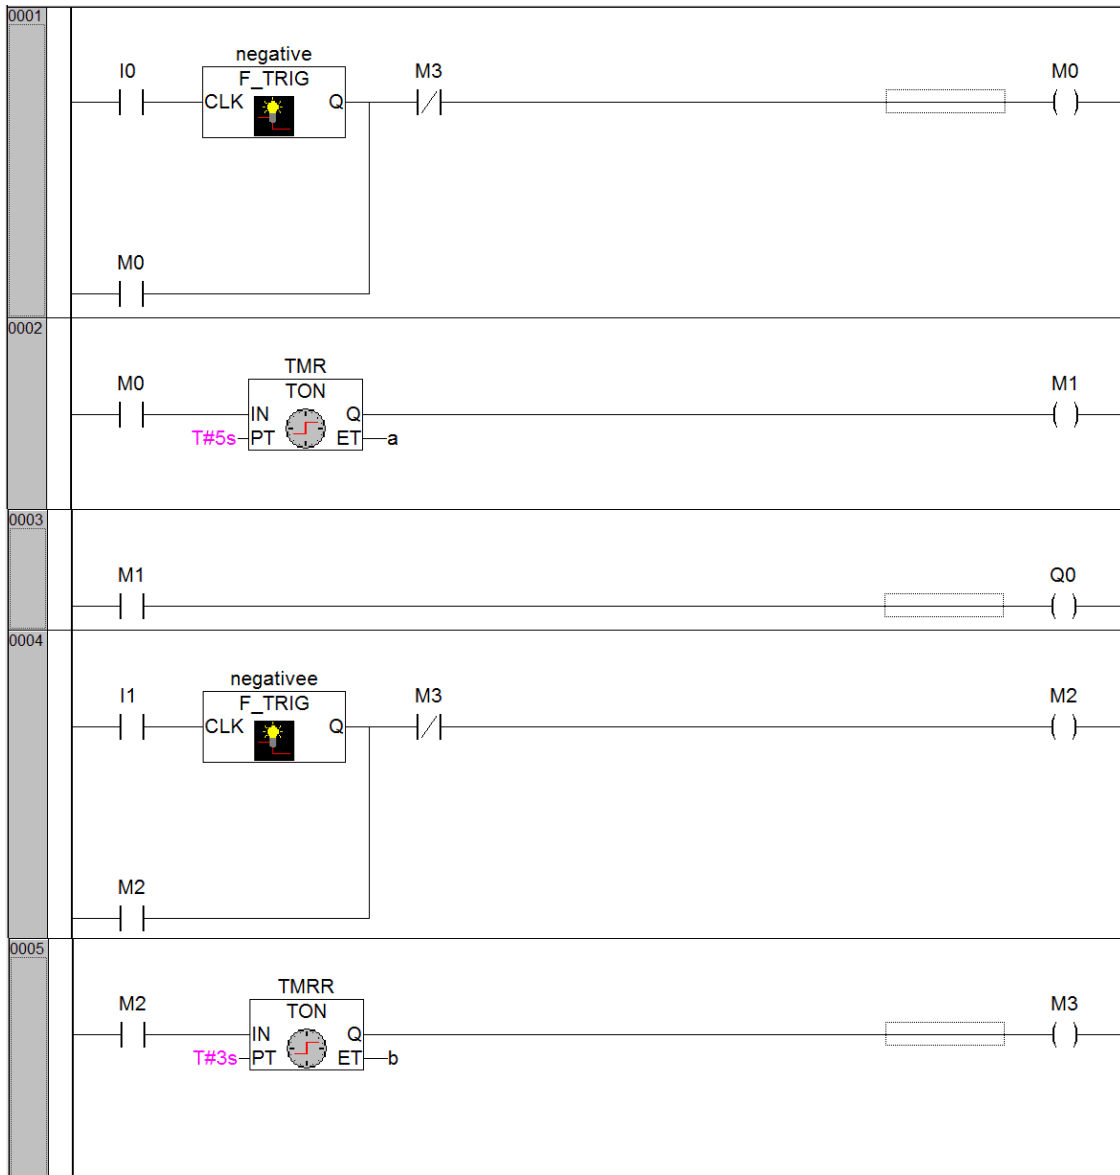 0001
negative
I0
F_TRIG
M3
M0
CLK
Q
M0
0002
TMR
M0
TON
M1
IN
Q
T#5s
PT
ET
a
0003
M1
Q0
0004
negativee
I1
F_TRIG
M3
M2
CLK
Q
M2
0005
TMRR
M2
TON
M3
IN
Q
T#3s
PT
ET
b